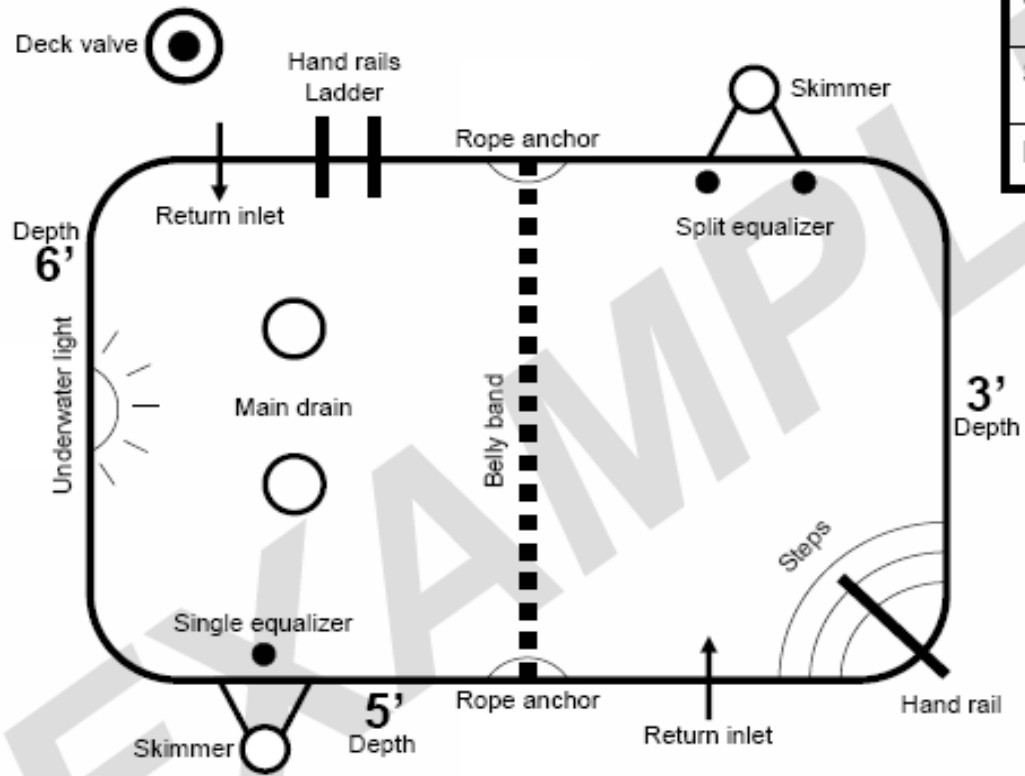 Deck valve
Hand rails
Ladder
Skimmer
Rope anchor
Return inlet
Split equalizer
Depth
6’
Underwater light
Main drain
Belly band
3’
Depth
Steps
Single equalizer
5’
Depth
Rope anchor
Return inlet
Hand rail
Skimmer
EXAMPL